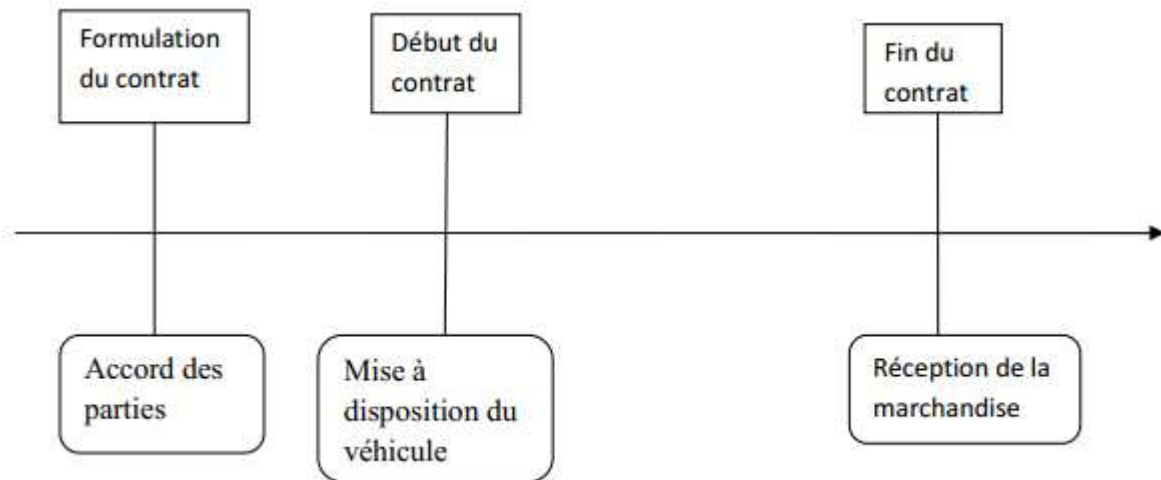 Formulation
du contrat
Début du
contrat
Fin du
contrat
Accord des
parties
Mise à
disposition du
véhicule
Réception de la
marchandise